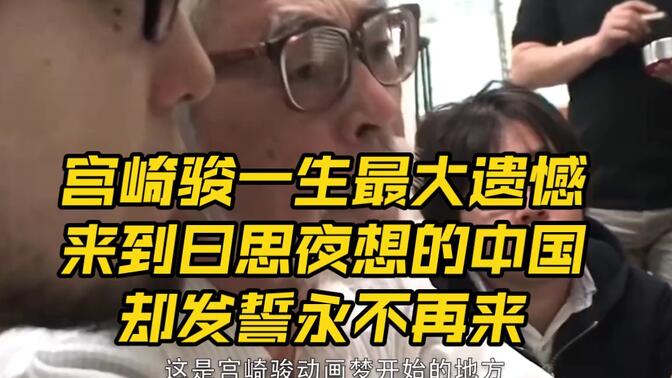 宫崎骏一生最大遗憾
来到日思夜想的中国
却发誓永不再来
这是宫崎骏动画梦开始的地方